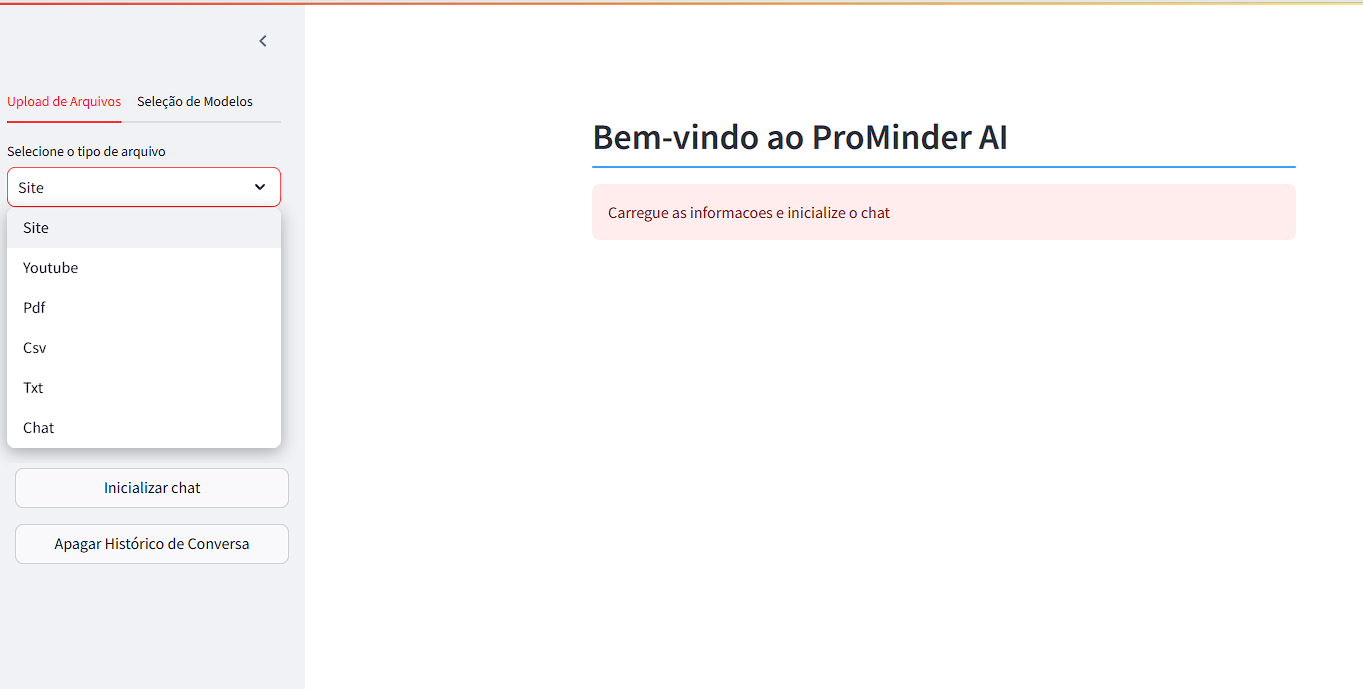 Upload de Arquivos
Seleção de Modelos
Selecione o tipo de arquivo
Site
Site
Youtube
Pdf
Csv
Txt
Chat
Inicializar chat
Apagar Histórico de Conversa
Bem-vindo ao ProMinder AI
Carregue as informacoes e inicialize o chat